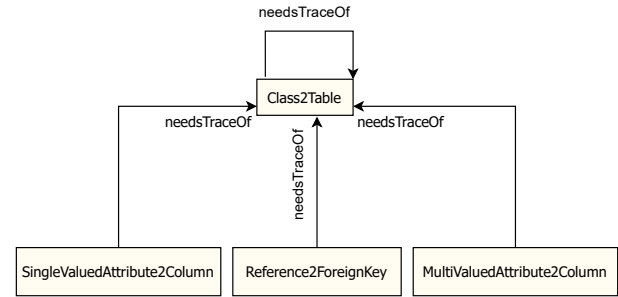 needsTraceOf
Class2Table
needsTraceOf
needsTraceOf
needsTraceOf
SingleValuedAttribute2Column
Reference2ForeignKey
MultiValuedAttribute2Column